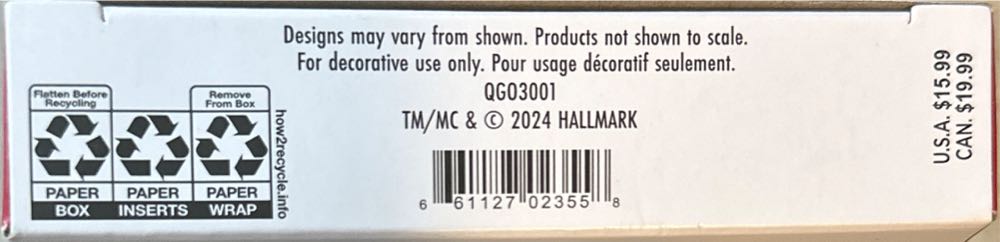 Designs may vary from shown. Products not shown to scale.
For decorative use only. Pour usage décoratif seulement.
QGO3001
TM/MC & © 2024 HALLMARK
6 61127 02355 8
Flatten Before
Recycling
Remove
From Box
PAPER PAPER PAPER
BOX INSERTS WRAP
how2recycle.info
U.S.A. $15.99
CAN. $19.99